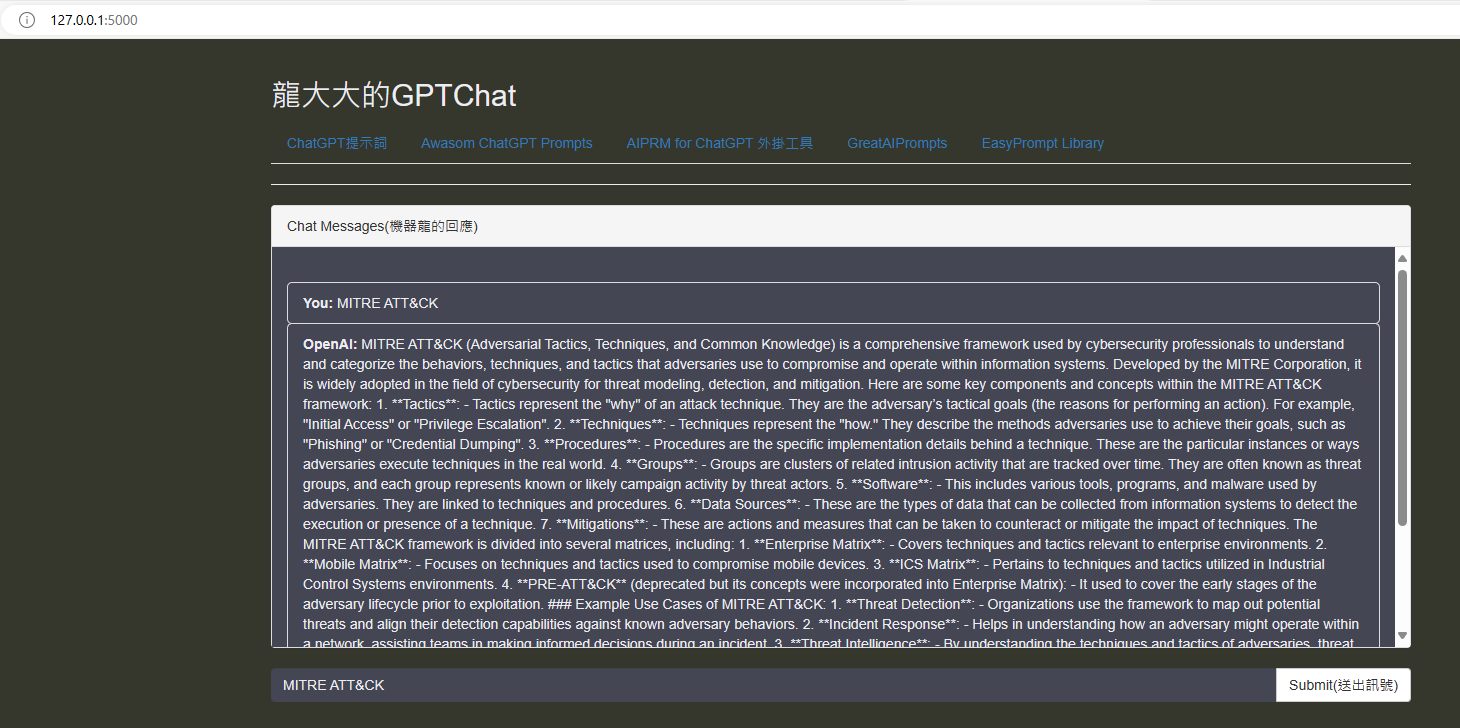 127.0.0.1:5000
龍大大的GPTChat
ChatGPT提示詞 Awasom ChatGPT Prompts AIPRM for ChatGPT 外掛工具 GreatAIPrompts EasyPrompt Library
Chat Messages(機器龍的回應)
You: MITRE ATT&CK
OpenAI: MITRE ATT&CK (Adversarial Tactics, Techniques, and Common Knowledge) is a comprehensive framework used by cybersecurity professionals to understand
and categorize the behaviors, techniques, and tactics that adversaries use to compromise and operate within information systems. Developed by the MITRE Corporation, it
is widely adopted in the field of cybersecurity for threat modeling, detection, and mitigation. Here are some key components and concepts within the MITRE ATT&CK
framework: 1. **Tactics**: - Tactics represent the "why" of an attack technique. They are the adversary's tactical goals (the reasons for performing an action). For example,
"Initial Access" or "Privilege Escalation". 2. **Techniques**: - Techniques represent the "how." They describe the methods adversaries use to achieve their goals, such as
"Phishing" or "Credential Dumping". 3. **Procedures**: - Procedures are the specific implementation details behind a technique. These are the particular instances or ways
adversaries execute techniques in the real world. 4. **Groups**: - Groups are clusters of related intrusion activity that are tracked over time. They are often known as threat
groups, and each group represents known or likely campaign activity by threat actors. 5. **Software**: - This includes various tools, programs, and malware used by
adversaries. They are linked to techniques and procedures. 6. **Data Sources**: - These are the types of data that can be collected from information systems to detect the
execution or presence of a technique. 7. **Mitigations**: - These are actions and measures that can be taken to counteract or mitigate the impact of techniques. The
MITRE ATT&CK framework is divided into several matrices, including: 1. **Enterprise Matrix**: - Covers techniques and tactics relevant to enterprise environments. 2.
**Mobile Matrix**: - Focuses on techniques and tactics used to compromise mobile devices. 3. **ICS Matrix**: - Pertains to techniques and tactics utilized in Industrial
Control Systems environments. 4. **PRE-ATT&CK** (deprecated but its concepts were incorporated into Enterprise Matrix): - It used to cover the early stages of the
adversary lifecycle prior to exploitation. ### Example Use Cases of MITRE ATT&CK: 1. **Threat Detection**: - Organizations use the framework to map out potential
threats and align their detection capabilities against known adversary behaviors. 2. **Incident Response**: - Helps in understanding how an adversary might operate within
a network, assisting teams in making informed decisions during an incident. 3. **Threat Intelligence**: - By understanding the techniques and tactics of adversaries, threat
MITRE ATT&CK
Submit(送出訊號)